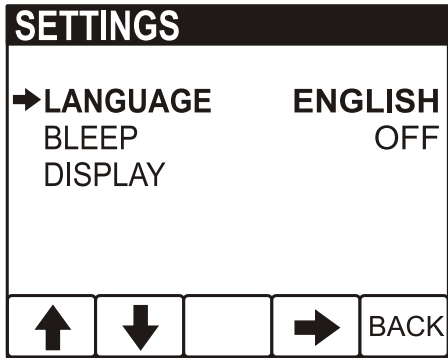 SETTINGS
LANGUAGE ENGLISH
BLEEP OFF
DISPLAY
BACK